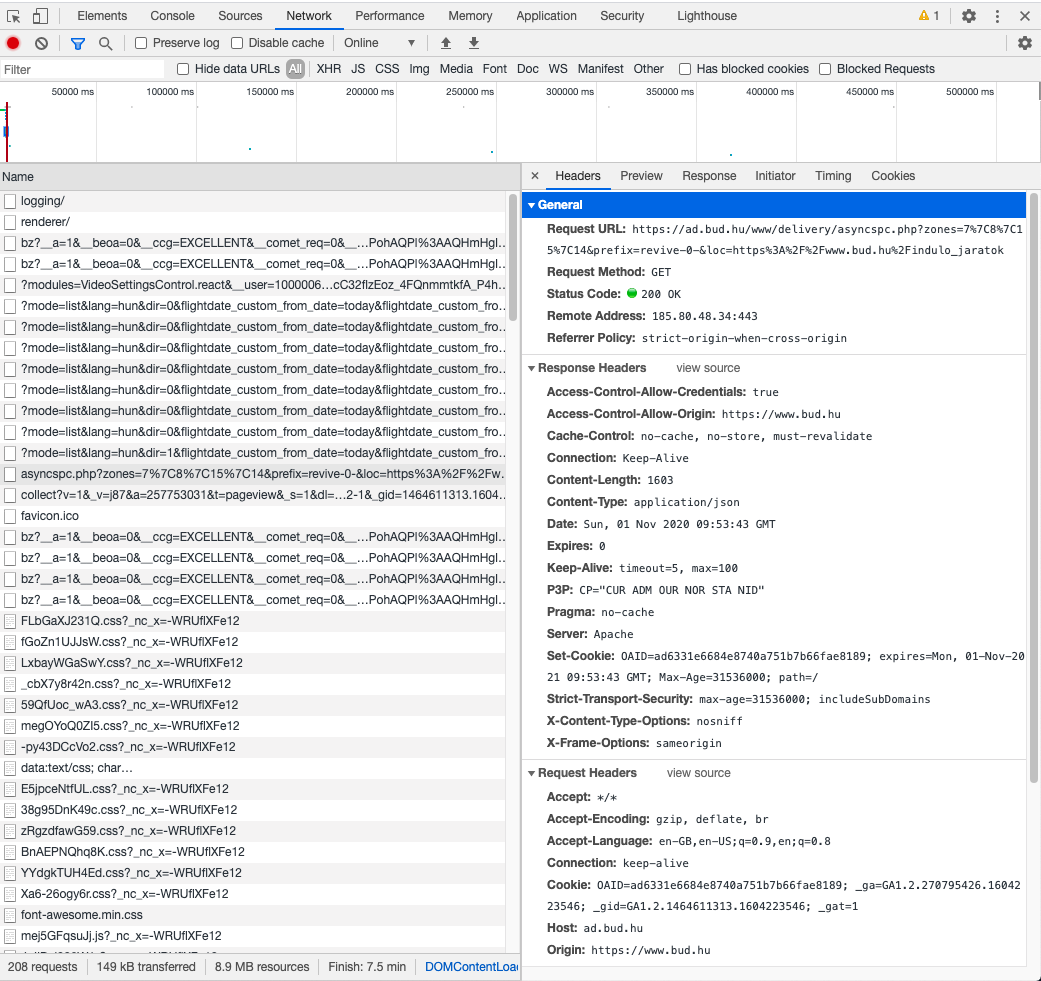 Elements Console Sources Network Performance Memory Application Security Lighthouse 1
Preserve log Disable cache Online
Filter Hide data URLs All XHR JS CSS Img Media Font Doc WS Manifest Other Has blocked cookies Blocked Requests
50000 ms 100000 ms 150000 ms 200000 ms 250000 ms 300000 ms 350000 ms 400000 ms 450000 ms 500000 ms
Name
logging/
renderer/
bz?__a=1&__beoa=0&__ccg=EXCELLENT&__comet_req=0&__…PohAQPl%3AAQHmHgl…
bz?__a=1&__beoa=0&__ccg=EXCELLENT&__comet_req=0&__…PohAQPl%3AAQHmHgl…
?modules=VideoSettingsControl.react&__user=1000006…cC32flzEoz_4FQnmmtkfA_P4h…
?mode=list&lang=hun&dir=0&flightdate_custom_from_date=today&flightdate_custom_fro…
?mode=list&lang=hun&dir=0&flightdate_custom_from_date=today&flightdate_custom_fro…
?mode=list&lang=hun&dir=0&flightdate_custom_from_date=today&flightdate_custom_fro…
?mode=list&lang=hun&dir=0&flightdate_custom_from_date=today&flightdate_custom_fro…
?mode=list&lang=hun&dir=0&flightdate_custom_from_date=today&flightdate_custom_fro…
?mode=list&lang=hun&dir=0&flightdate_custom_from_date=today&flightdate_custom_fro…
?mode=list&lang=hun&dir=0&flightdate_custom_from_date=today&flightdate_custom_fro…
?mode=list&lang=hun&dir=1&flightdate_custom_from_date=today&flightdate_custom_fro…
asyncspc.php?zones=7%7C8%7C15%7C14&prefix=revive-0-&loc=https%3A%2F%2Fw…
collect?v=1&_v=j87&a=257753031&t=pageview&_s=1&dl=…2-1&_gid=1464611313.1604…
favicon.ico
bz?__a=1&__beoa=0&__ccg=EXCELLENT&__comet_req=0&__…PohAQPl%3AAQHmHgl…
bz?__a=1&__beoa=0&__ccg=EXCELLENT&__comet_req=0&__…PohAQPl%3AAQHmHgl…
bz?__a=1&__beoa=0&__ccg=EXCELLENT&__comet_req=0&__…PohAQPl%3AAQHmHgl…
bz?__a=1&__beoa=0&__ccg=EXCELLENT&__comet_req=0&__…PohAQPl%3AAQHmHgl…
FLbGaXJ231Q.css?_nc_x=-WRUflXFe12
fGoZn1UJJsW.css?_nc_x=-WRUflXFe12
LxbayWGaSwY.css?_nc_x=-WRUflXFe12
_cbX7y8r42n.css?_nc_x=-WRUflXFe12
59QfUoc_wA3.css?_nc_x=-WRUflXFe12
megOYoQ0ZI5.css?_nc_x=-WRUflXFe12
-py43DCcVo2.css?_nc_x=-WRUflXFe12
data:text/css; char…
E5jpceNtfUL.css?_nc_x=-WRUflXFe12
38g95DnK49c.css?_nc_x=-WRUflXFe12
zRgzdfawG59.css?_nc_x=-WRUflXFe12
BnAEPNQhq8K.css?_nc_x=-WRUflXFe12
YYdgkTUH4Ed.css?_nc_x=-WRUflXFe12
Xa6-26ogy6r.css?_nc_x=-WRUflXFe12
font-awesome.min.css
mej5GFqsuJj.js?_nc_x=-WRUflXFe12
208 requests 149 kB transferred 8.9 MB resources Finish: 7.5 min DOMContentLoa
Headers Preview Response Initiator Timing Cookies
General
Request URL: https://ad.bud.hu/www/delivery/asyncspc.php?zones=7%7C8%7C1
5%7C14&prefix=revive-0-&loc=https%3A%2F%2Fwww.bud.hu%2Findulo_jaratok
Request Method: GET
Status Code: 200 OK
Remote Address: 185.80.48.34:443
Referrer Policy: strict-origin-when-cross-origin
Response Headers view source
Access-Control-Allow-Credentials: true
Access-Control-Allow-Origin: https://www.bud.hu
Cache-Control: no-cache, no-store, must-revalidate
Connection: Keep-Alive
Content-Length: 1603
Content-Type: application/json
Date: Sun, 01 Nov 2020 09:53:43 GMT
Expires: 0
Keep-Alive: timeout=5, max=100
P3P: CP="CUR ADM OUR NOR STA NID"
Pragma: no-cache
Server: Apache
Set-Cookie: OAID=ad6331e6684e8740a751b7b66fae8189; expires=Mon, 01-Nov-20
21 09:53:43 GMT; Max-Age=31536000; path=/
Strict-Transport-Security: max-age=31536000; includeSubDomains
X-Content-Type-Options: nosniff
X-Frame-Options: sameorigin
Request Headers view source
Accept: */*
Accept-Encoding: gzip, deflate, br
Accept-Language: en-GB,en-US;q=0.9,en;q=0.8
Connection: keep-alive
Cookie: OAID=ad6331e6684e8740a751b7b66fae8189; _ga=GA1.2.270795426.16042
23546; _gid=GA1.2.1464611313.1604223546; _gat=1
Host: ad.bud.hu
Origin: https://www.bud.hu